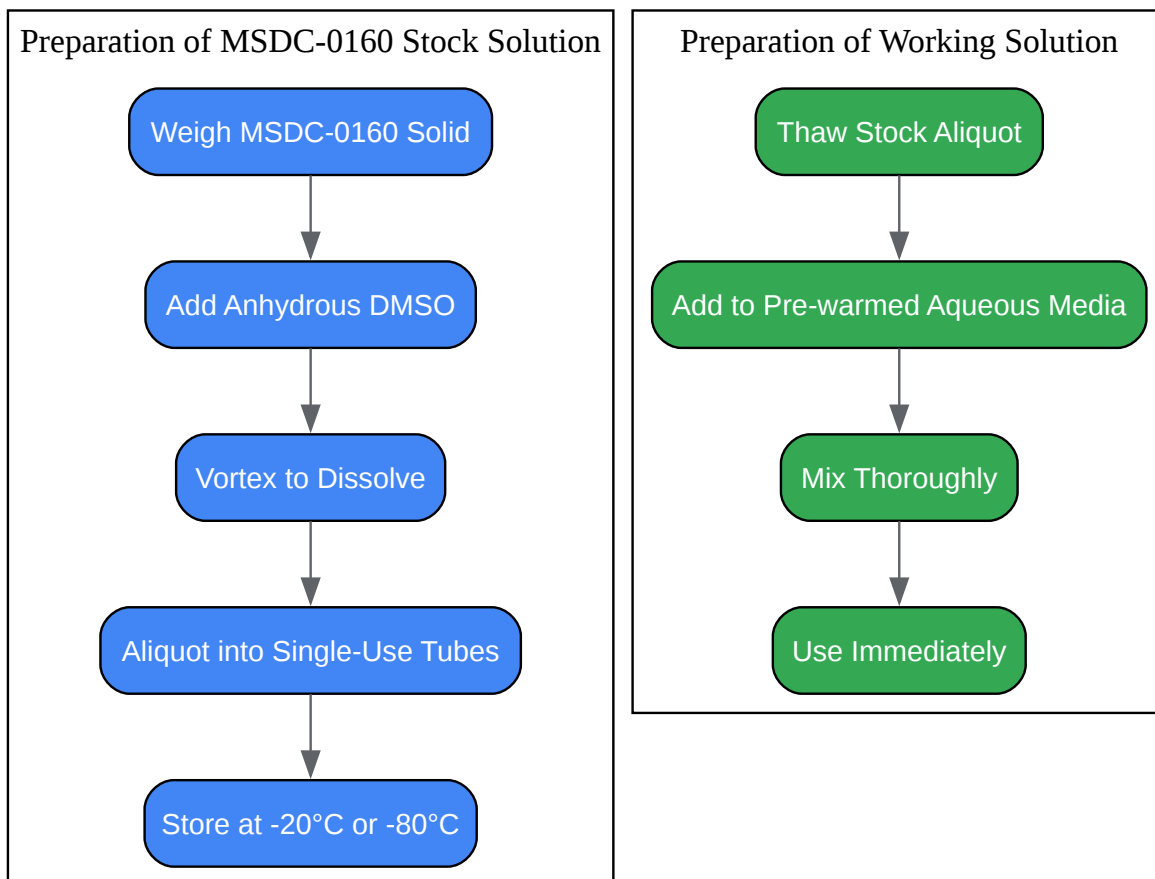 Preparation of MSDC-0160 Stock Solution
Weigh MSDC-0160 Solid
Add Anhydrous DMSO
Vortex to Dissolve
Aliquot into Single-Use Tubes
Store at -20°C or -80°C
Preparation of Working Solution
Thaw Stock Aliquot
Add to Pre-warmed Aqueous Media
Mix Thoroughly
Use Immediately